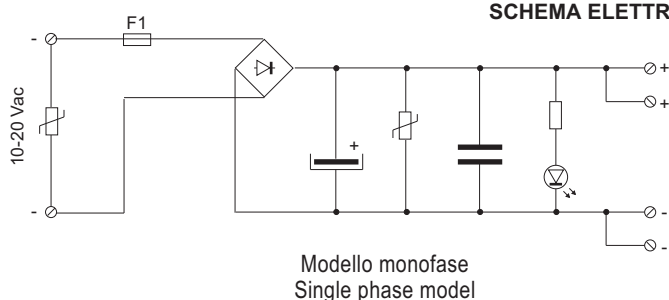 SCHEMA ELETTR
F1
-
+
+
10-20 Vac
+
-
-
-
Modello monofase
Single phase model